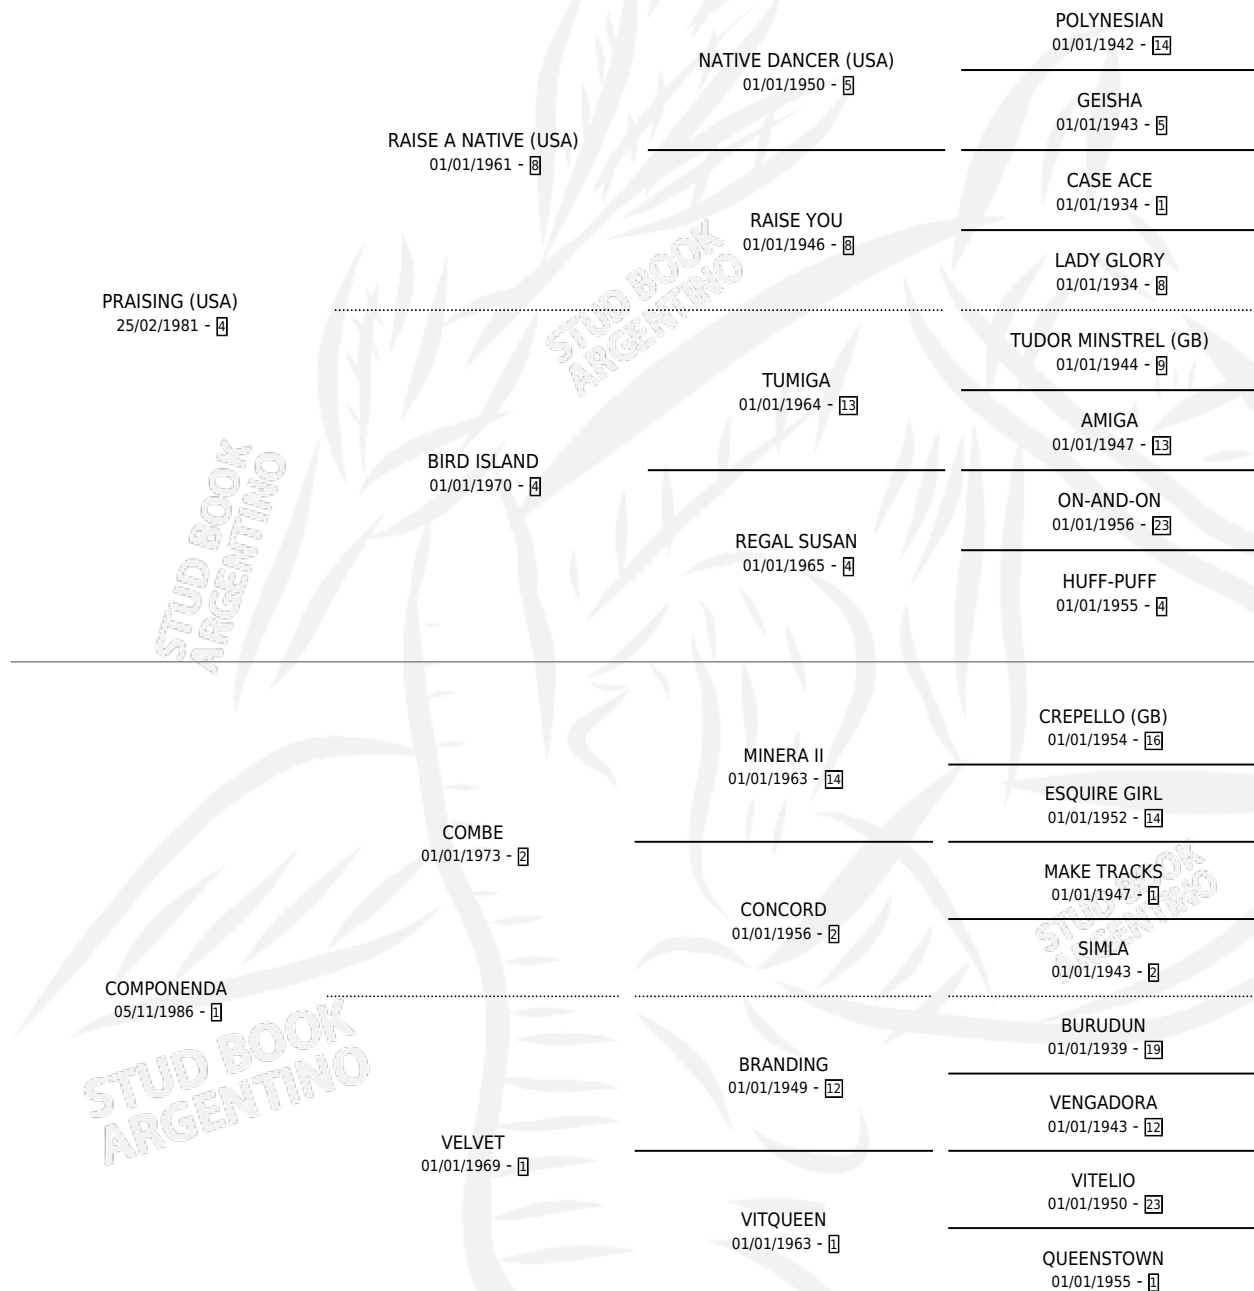 POLYNESIAN
01/01/1942 - 14
NATIVE DANCER (USA)
01/01/1950 - 5
GEISHA
01/01/1943 - 5
RAISE A NATIVE (USA)
01/01/1961 - 8
CASE ACE
01/01/1934 - 1
RAISE YOU
01/01/1946 - 8
LADY GLORY
01/01/1934 - 8
PRAISING (USA)
25/02/1981 - 4
TUDOR MINSTREL (GB)
01/01/1944 - 9
TUMIGA
01/01/1964 - 13
AMIGA
01/01/1947 - 13
BIRD ISLAND
01/01/1970 - 4
ON-AND-ON
01/01/1956 - 23
REGAL SUSAN
01/01/1965 - 4
HUFF-PUFF
01/01/1955 - 4
CREPELLO (GB)
01/01/1954 - 16
MINERA II
01/01/1963 - 14
ESQUIRE GIRL
01/01/1952 - 14
COMBE
01/01/1973 - 2
MAKE TRACKS
01/01/1947 - 1
CONCORD
01/01/1956 - 2
SIMLA
01/01/1943 - 2
COMPONENDA
05/11/1986 - 1
BURUDUN
01/01/1939 - 19
BRANDING
01/01/1949 - 12
VENGADORA
01/01/1943 - 12
VELVET
01/01/1969 - 1
VITELIO
01/01/1950 - 23
VITQUEEN
01/01/1963 - 1
QUEENSTOWN
01/01/1955 - 1
STUD BOOK
ARGENTINO
STUD BOOK
ARGENTINO
STUD BOOK
ARGENTINO
STUD BOOK
ARGENTINO